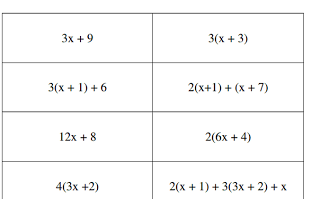 3x + 9 3(x + 3)
3(x + 1) + 6 2(x+1) + (x + 7)
12x + 8 2(6x + 4)
4(3x +2) 2(x + 1) + 3(3x + 2) + x